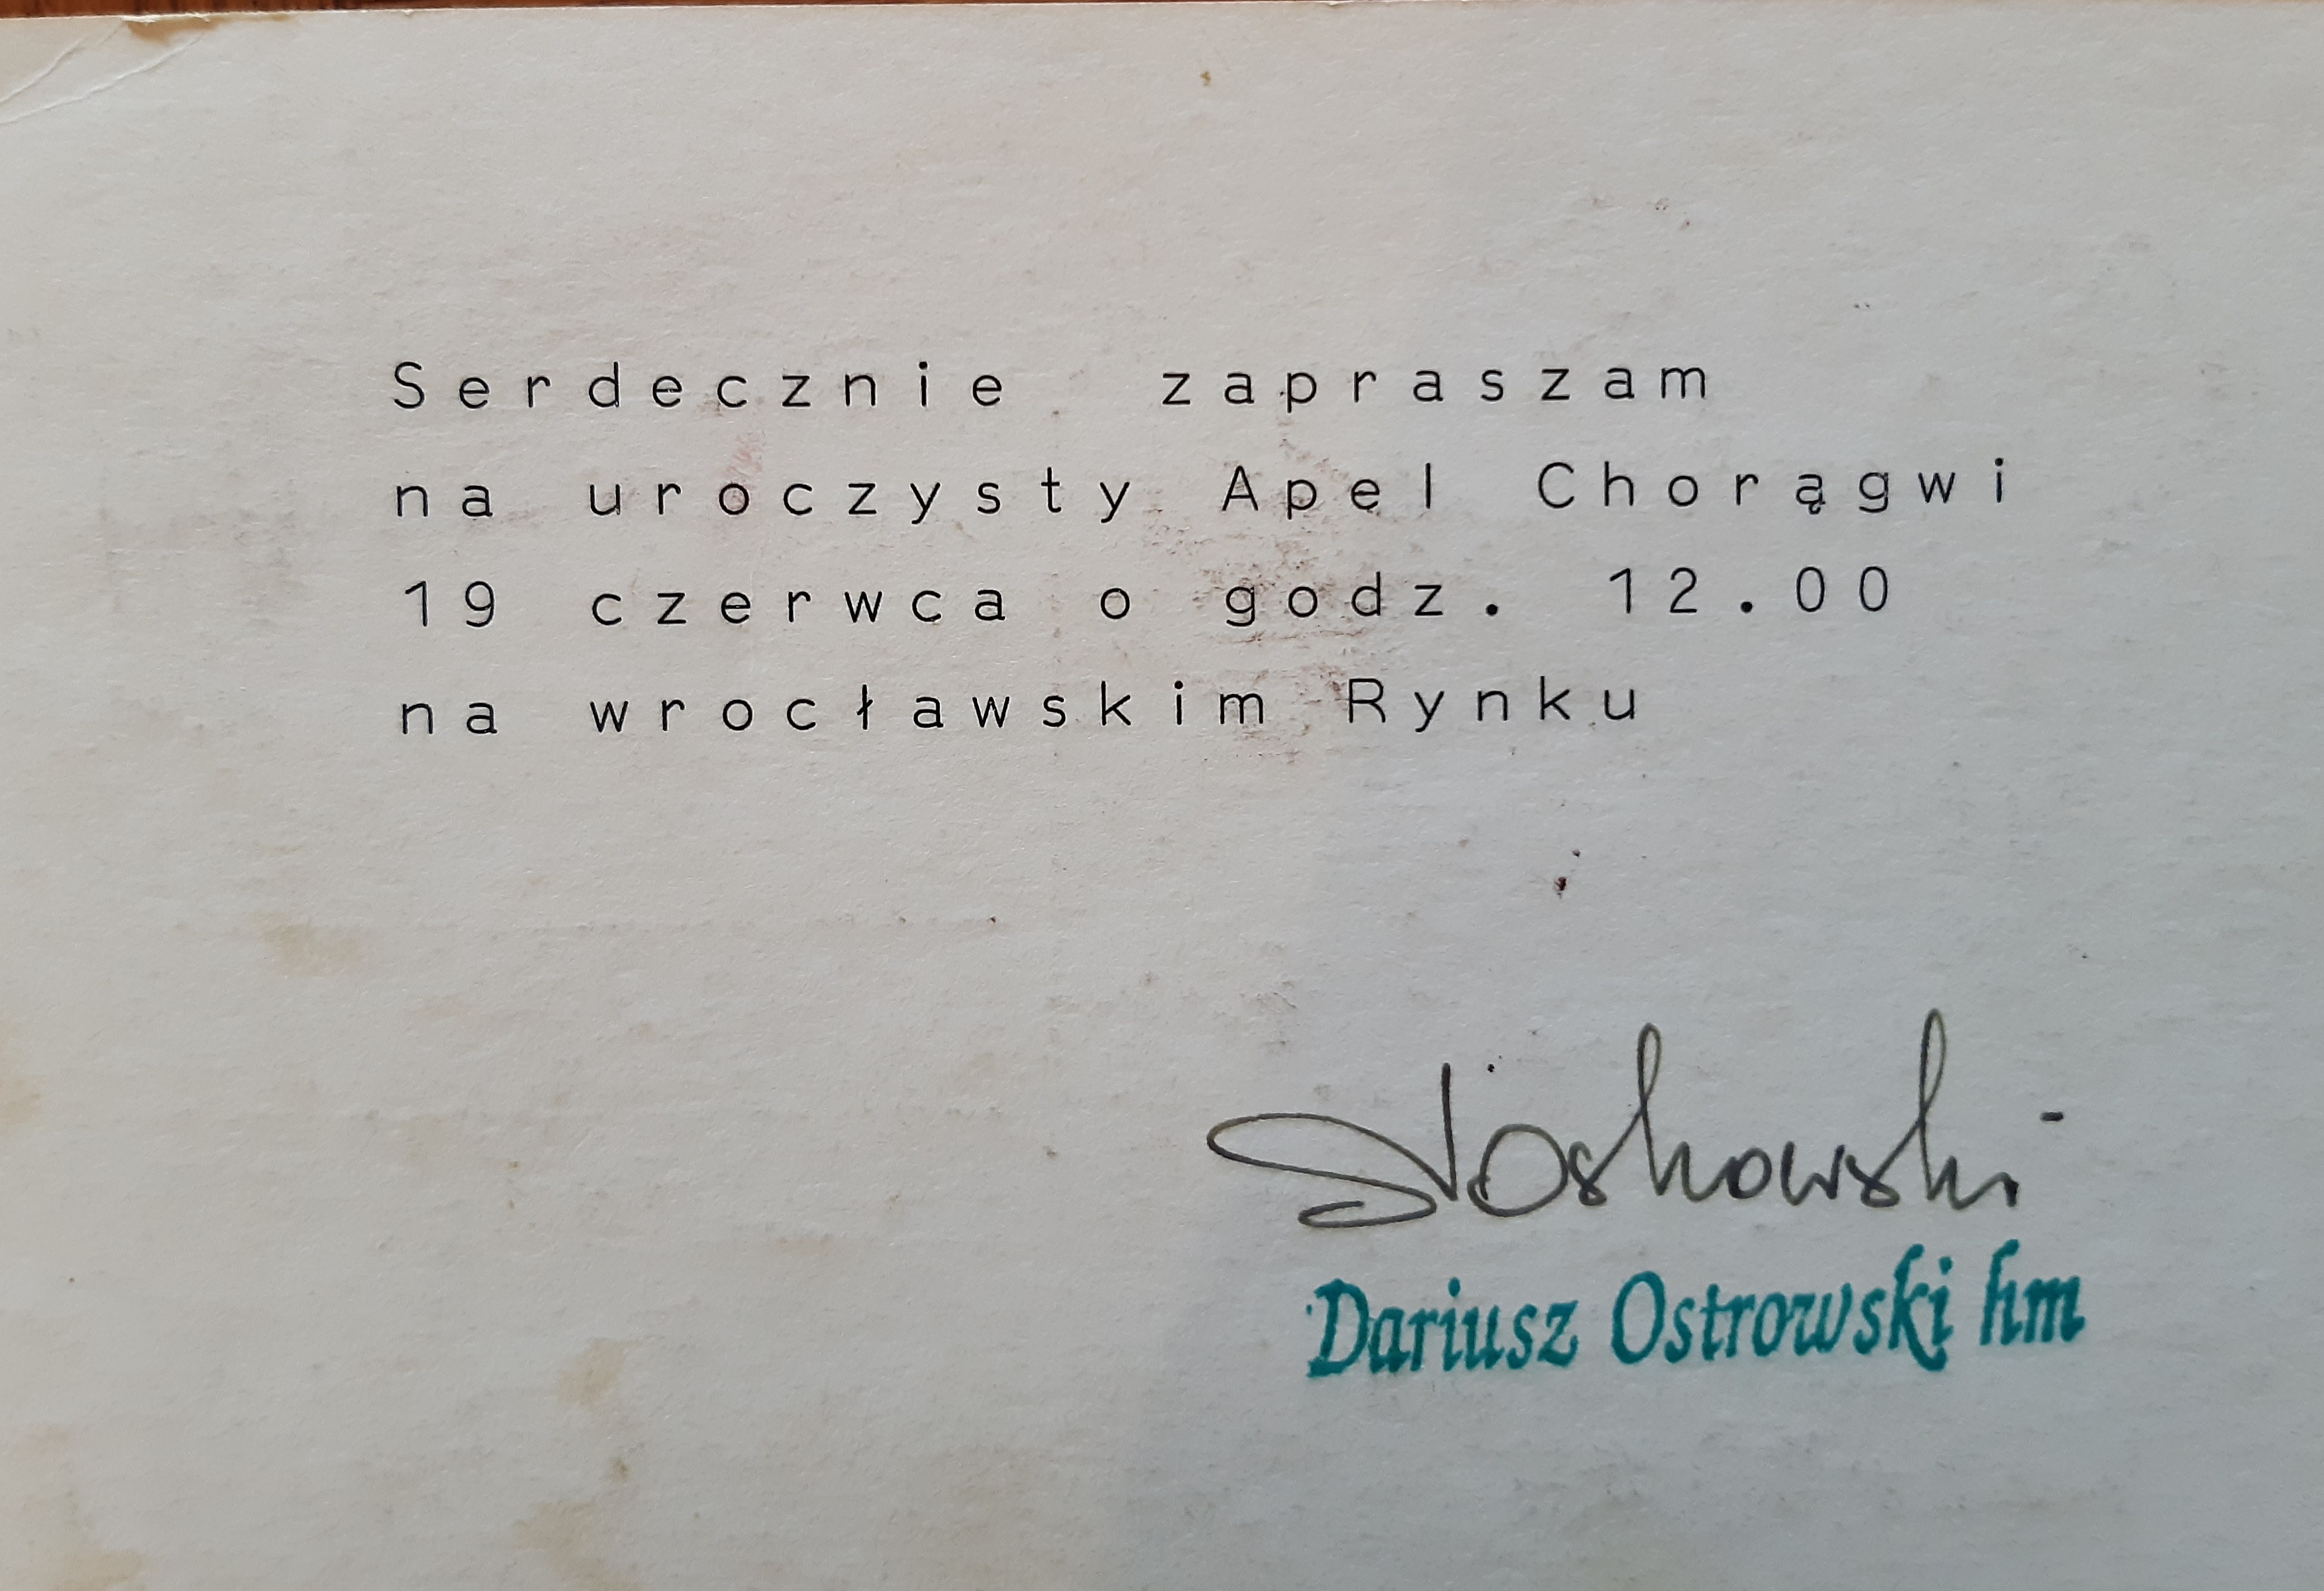 Serdecznie zapraszam
na uroczysty Apel Chorągwi
19 czerwca o godz. 12.00
na wrocławskim Rynku
Dariusz Ostrowski hm